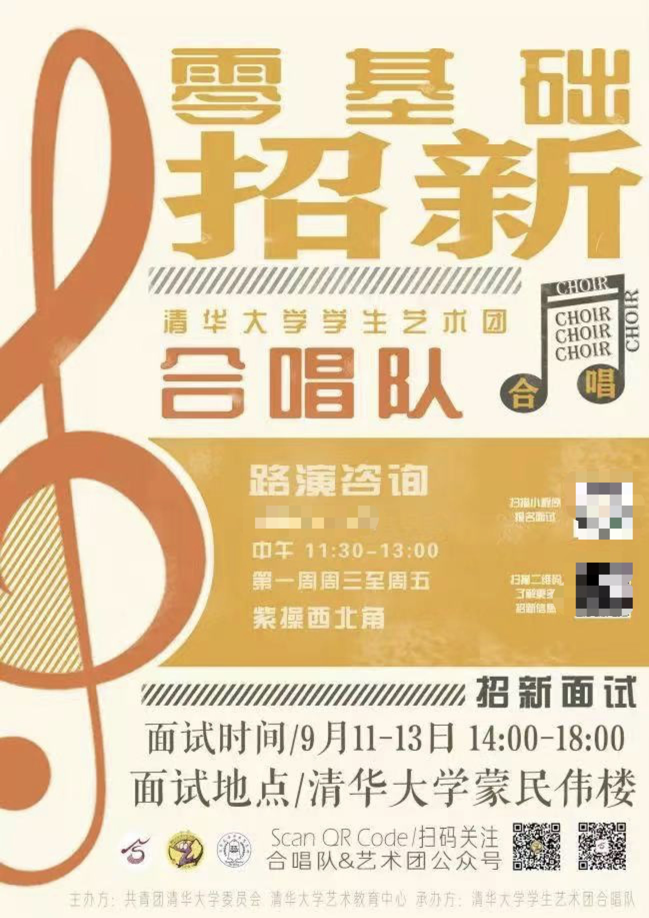 零基础
招新
清华大学学生艺术团
合唱队
CHOIR
CHOIR
CHOIR
CHOIR
CHOIR
合唱
路演咨询
中午 11:30-13:00
第一周周三至周五
紫操西北角
扫描小程序
报名面试
扫描二维码
了解更多
招新信息
招新面试
面试时间/9月11-13日 14:00-18:00
面试地点/清华大学蒙民伟楼
Scan QR Code/扫码关注
合唱队&艺术团公众号
主办方：共青团清华大学委员会 清华大学艺术教育中心 承办方：清华大学学生艺术团合唱队